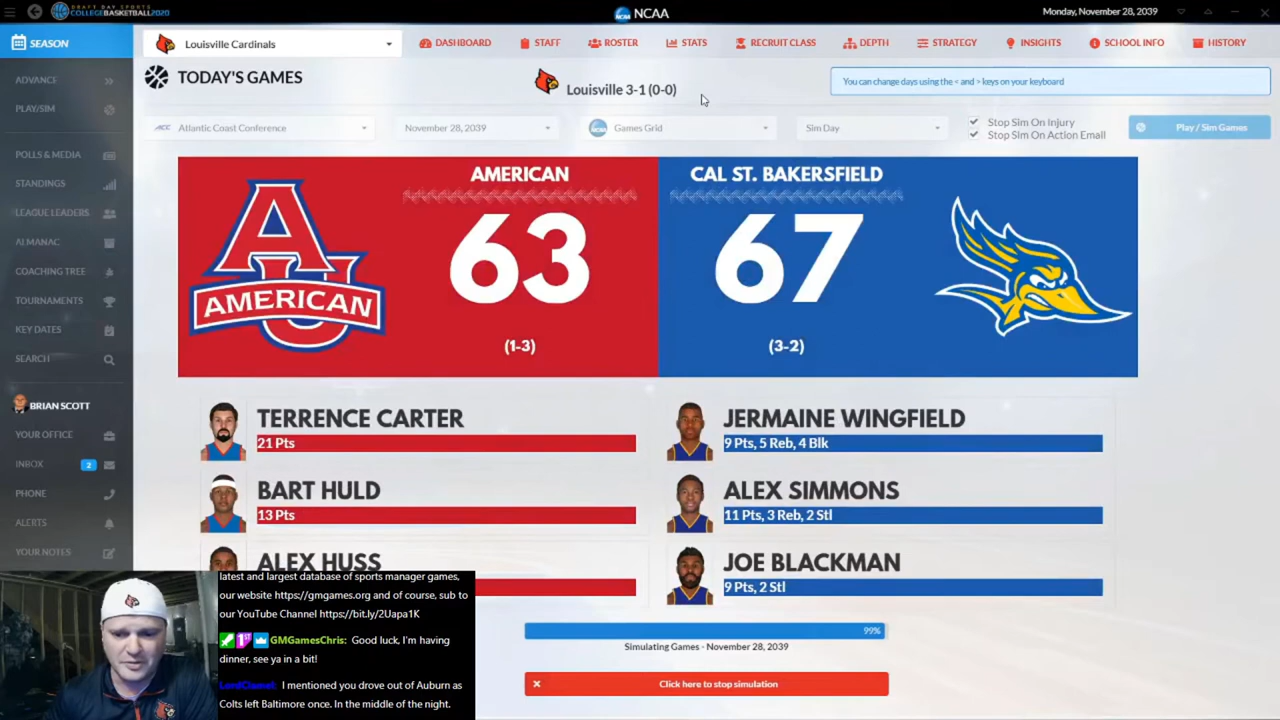 DRAFT DAY SPORTS
COLLEGE BASKETBALL 2020
NCAA
Monday, November 28, 2039
SEASON
Louisville Cardinals
DASHBOARD
STAFF
ROSTER
STATS
RECRUIT CLASS
DEPTH
STRATEGY
INSIGHTS
SCHOOL INFO
HISTORY
ADVANCE
PLAY/SIM
POLLS & MEDIA
STANDINGS
LEAGUE LEADERS
ALMANAC
COACHING TREE
TOURNAMENTS
KEY DATES
SEARCH
BRIAN SCOTT
YOUR OFFICE
INBOX 2
PHONE
ALERTS
YOUR NOTES
TODAY'S GAMES
Louisville 3-1 (0-0)
You can change days using the < and > keys on your keyboard
ACC Atlantic Coast Conference
November 28, 2039
Games Grid
Sim Day
Stop Sim On Injury
Stop Sim On Action Email
Play / Sim Games
A
U
AMERICAN
AMERICAN
63
(1-3)
CAL ST. BAKERSFIELD
67
(3-2)
TERRENCE CARTER
21 Pts
JERMAINE WINGFIELD
9 Pts, 5 Reb, 4 Blk
BART HULD
13 Pts
ALEX SIMMONS
11 Pts, 3 Reb, 2 Stl
ALEX HUSS
JOE BLACKMAN
9 Pts, 2 Stl
99%
Simulating Games - November 28, 2039
Click here to stop simulation
latest and largest database of sports manager games,
our website https://gmgames.org and of course, sub to
our YouTube Channel https://bit.ly/2Uapa1K
GMGamesChris: Good luck, I'm having
dinner, see ya in a bit!
I mentioned you drove out of Auburn as
Colts left Baltimore once. In the middle of the night.